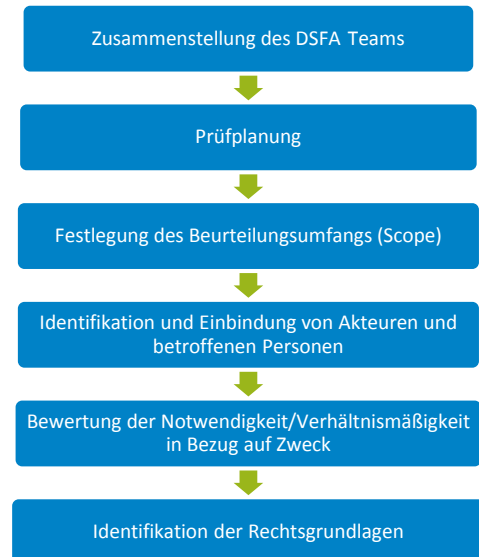 Zusammenstellung des DSFA Teams
Prüfplanung
Festlegung des Beurteilungsumfangs (Scope)
Identifikation und Einbindung von Akteuren und
betroffenen Personen
Bewertung der Notwendigkeit/Verhältnismäßigkeit
in Bezug auf Zweck
Identifikation der Rechtsgrundlagen